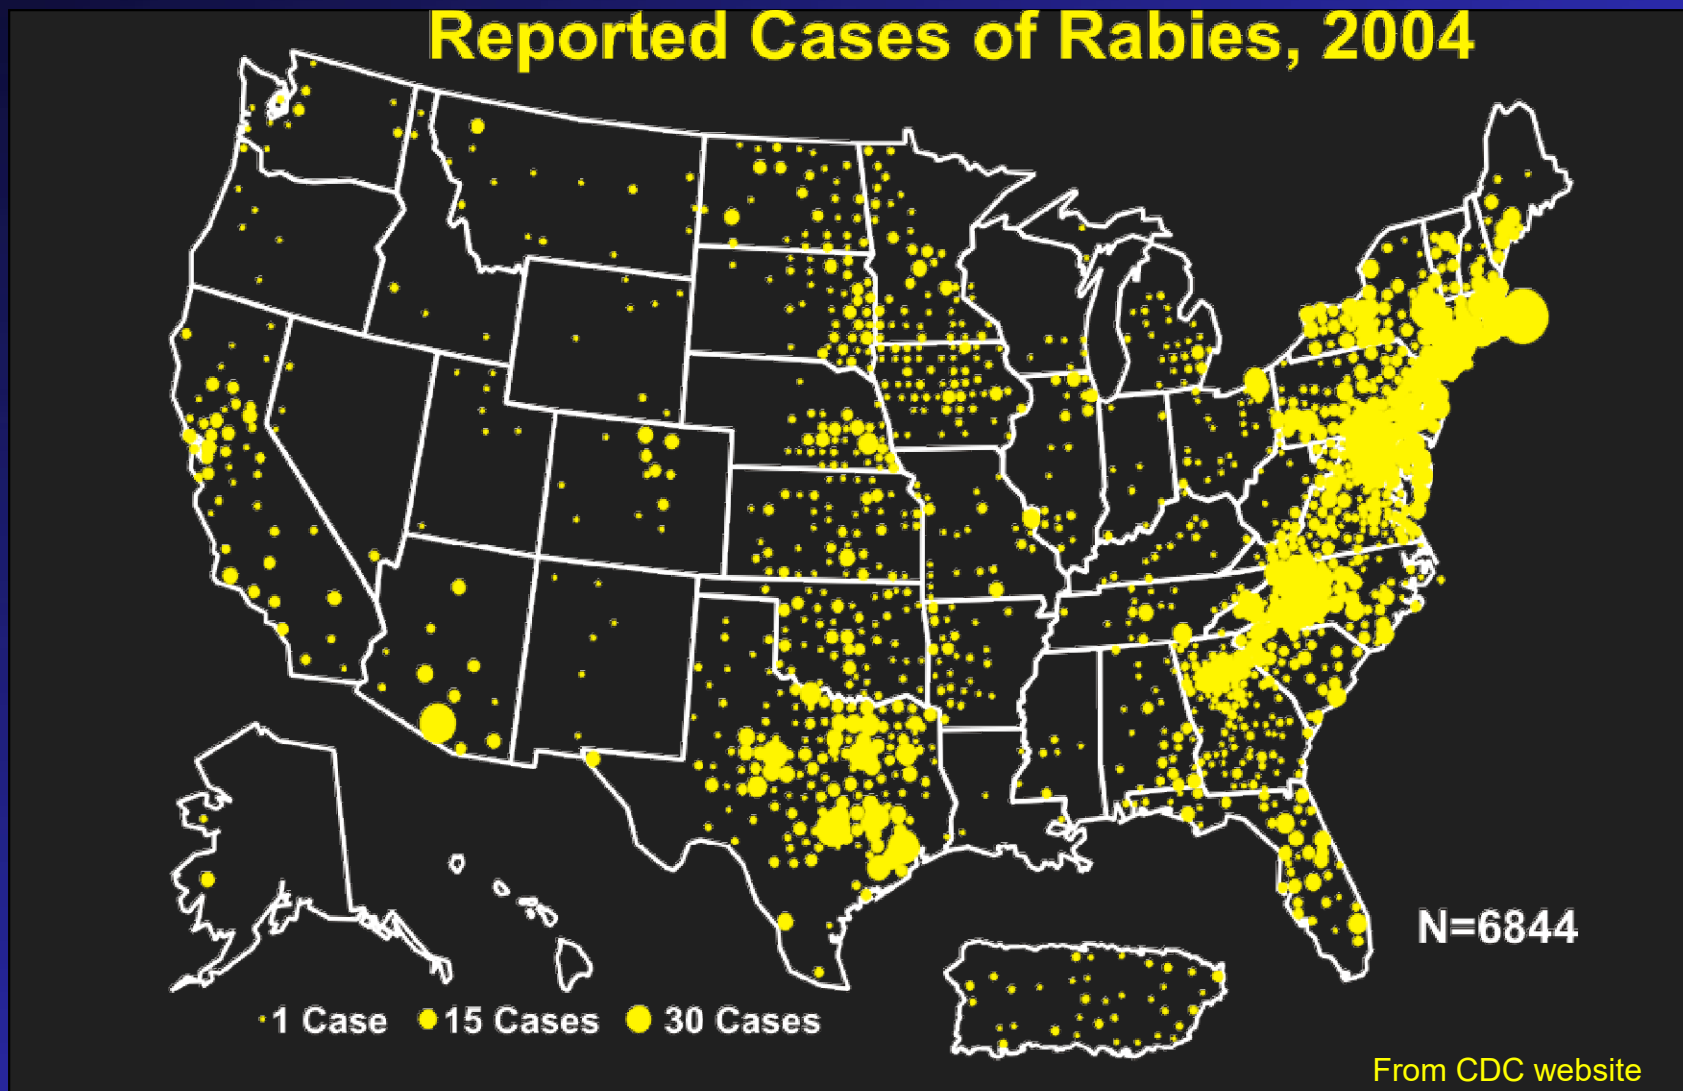 Reported Cases of Rabies, 2004
N=6844
1 Case 15 Cases 30 Cases
From CDC website